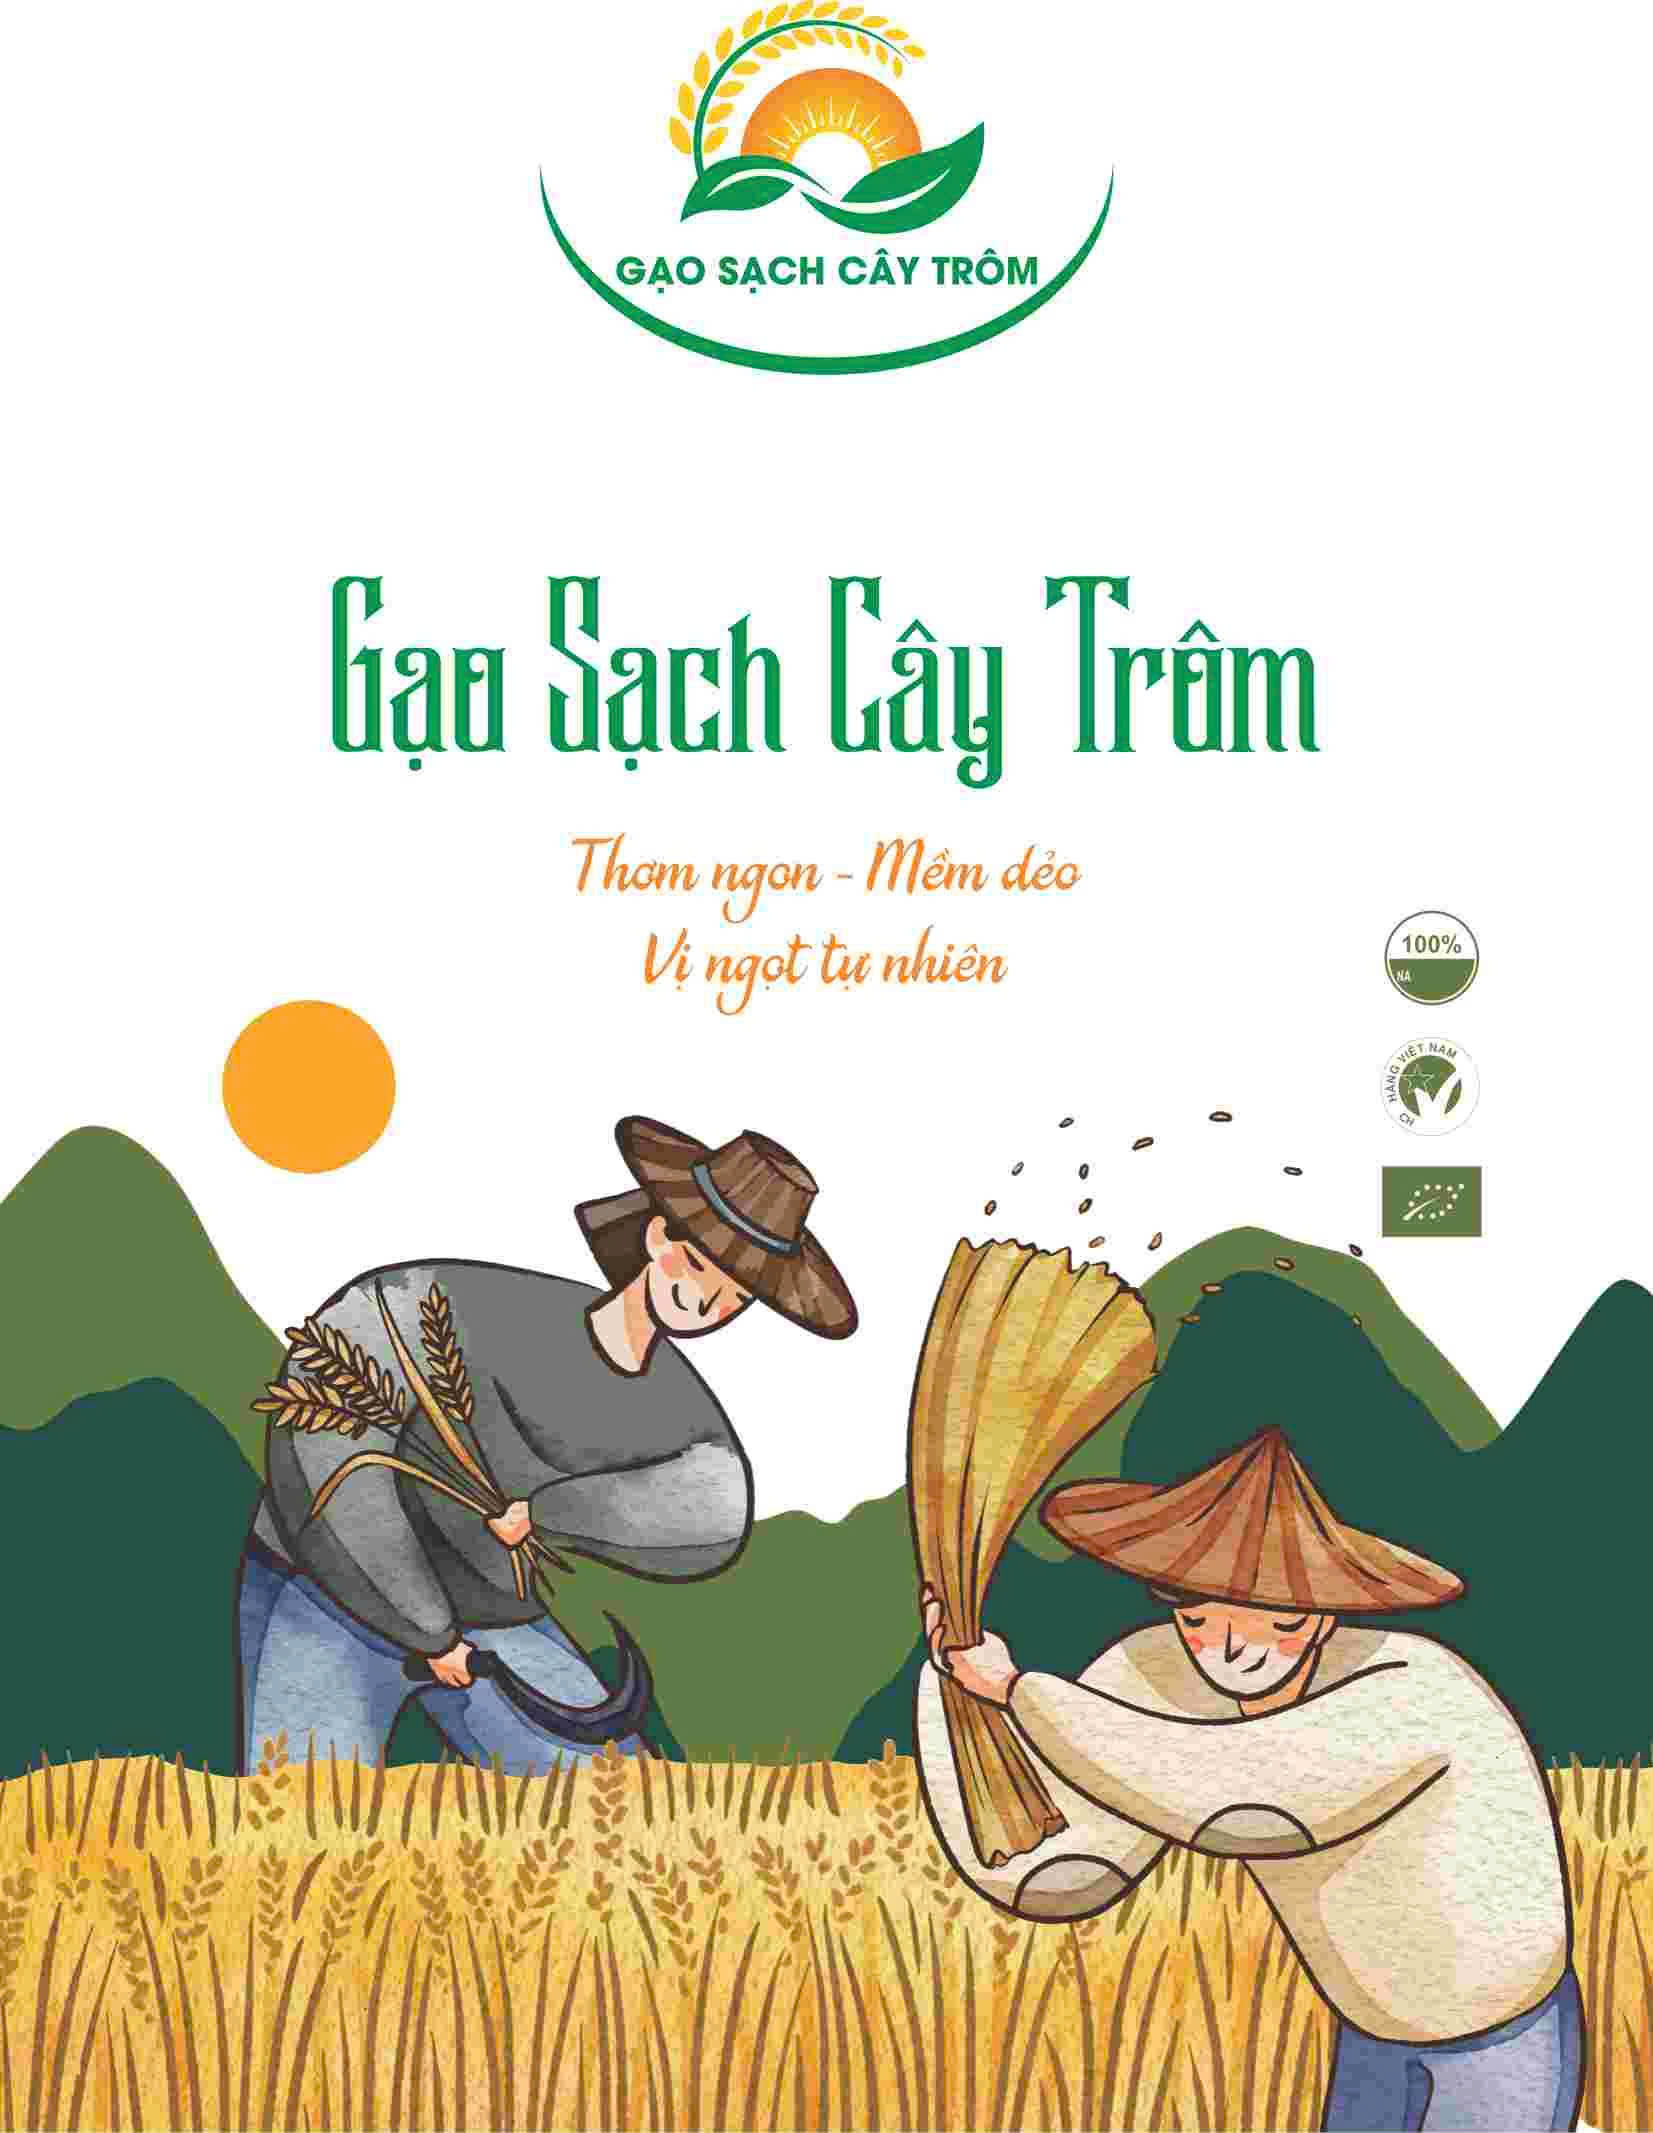 GẠO SẠCH CÂY TRÔM
Gạo Sạch Cây Trôm
Thơm ngon - Mềm dẻo
Vị ngọt tự nhiên
100%
NA
HÀNG VIỆT NAM
CH